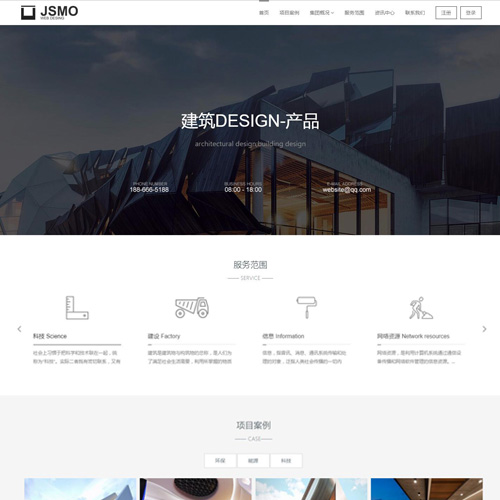 JSMO
WEB DESING
首页 项目案例 集团概况 服务范围 资讯中心 联系我们 注册 登录
建筑DESIGN-产品
architectural design,building design
PHONE NUMBER BUSINESS HOURS E-MAIL ADDRESS
188-666-5188 08:00 - 18:00 website@qq.com
服务范围
SERVICE
科技 Science 建设 Factory 信息 Information 网络资源 Network resources
社会上习惯于把科学和技术联在一起，统 建筑是建筑物与构筑物的总称，是人们为 信息，指音讯、消息、通讯系统传输和处 网络资源，是利用计算机系统通过通信设
称为“科技”。实际二者既有密切联系，又有 了满足社会生活需要，利用所掌握的物质 理的对象，泛指人类社会传播的一切内 备传播和网络软件管理的信息资源。...
项目案例
CASE
环保 能源 科技